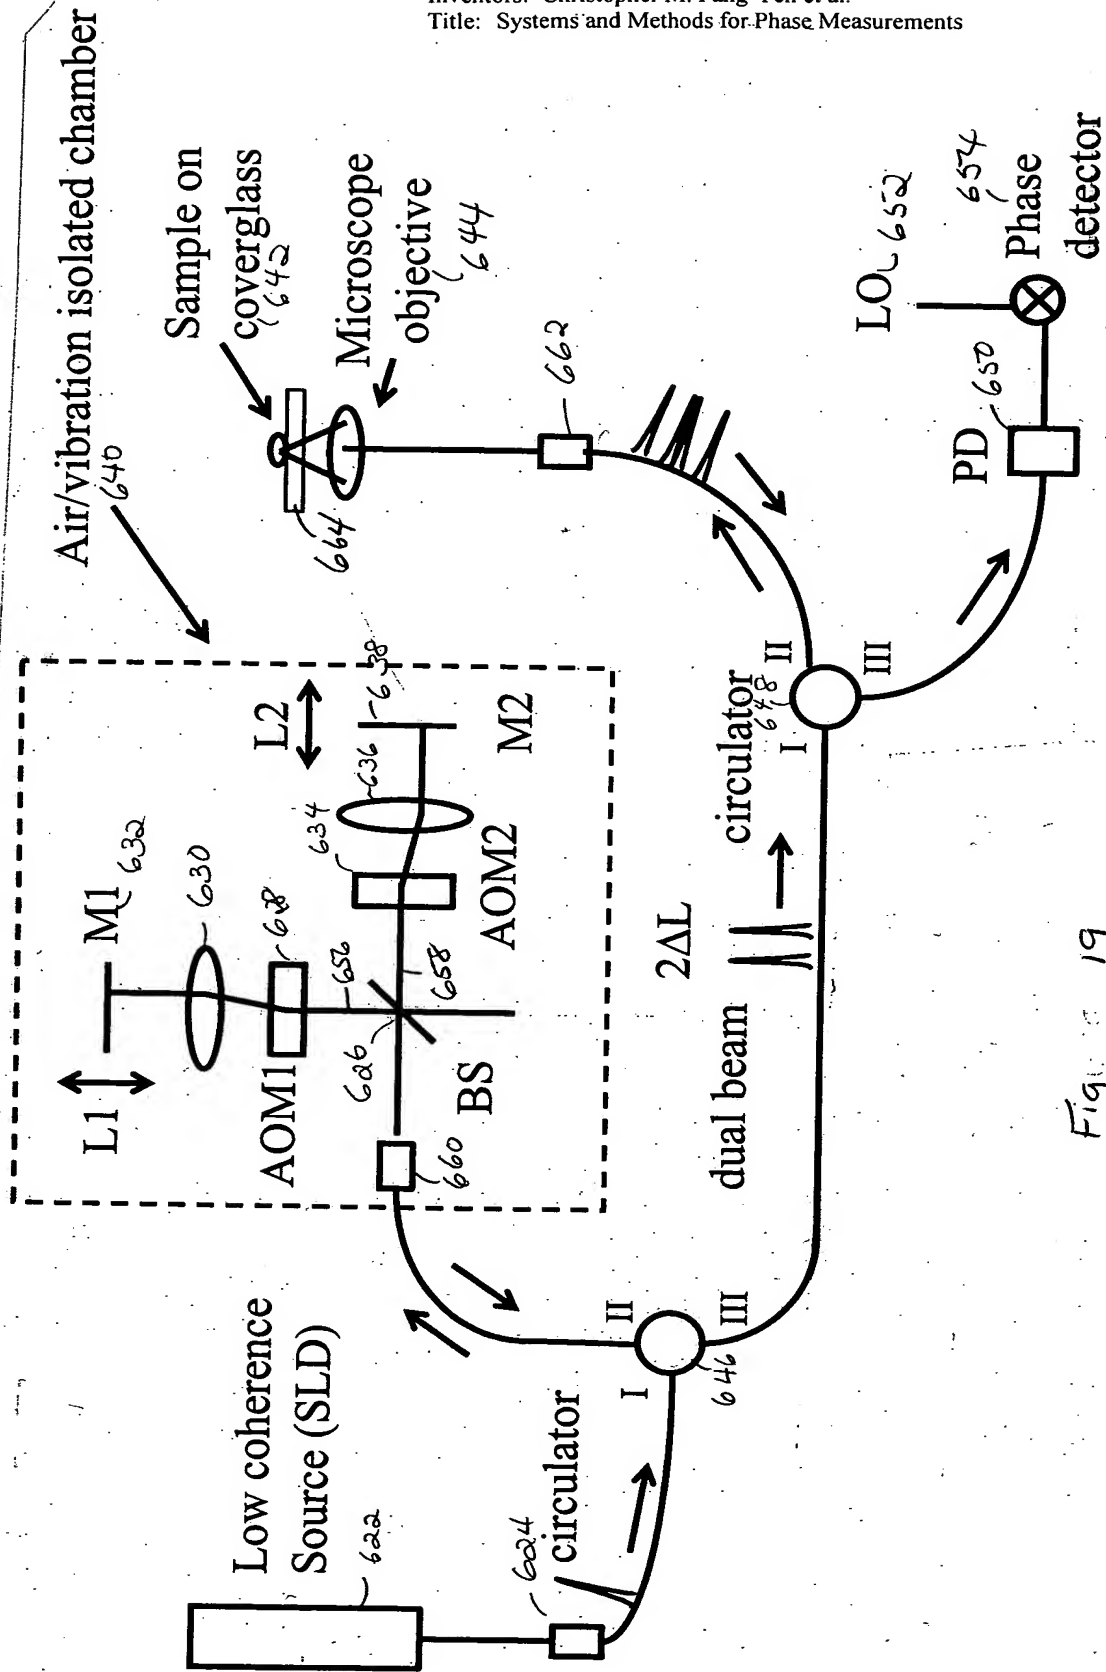 Title: Systems and Methods for Phase Measurements
Air/vibration isolated chamber
640
L1
M1
632
630
AOM1
628
656
626
BS
658
660
L2
638
636
634
M2
AOM2
Sample on
coverglass
642
664
Microscope
objective
644
662
Low coherence
Source (SLD)
622
624
circulator
I
II
III
646
dual beam
2ΔL
circulator
648
I
II
III
PD
650
LO
652
654
Phase
detector
19